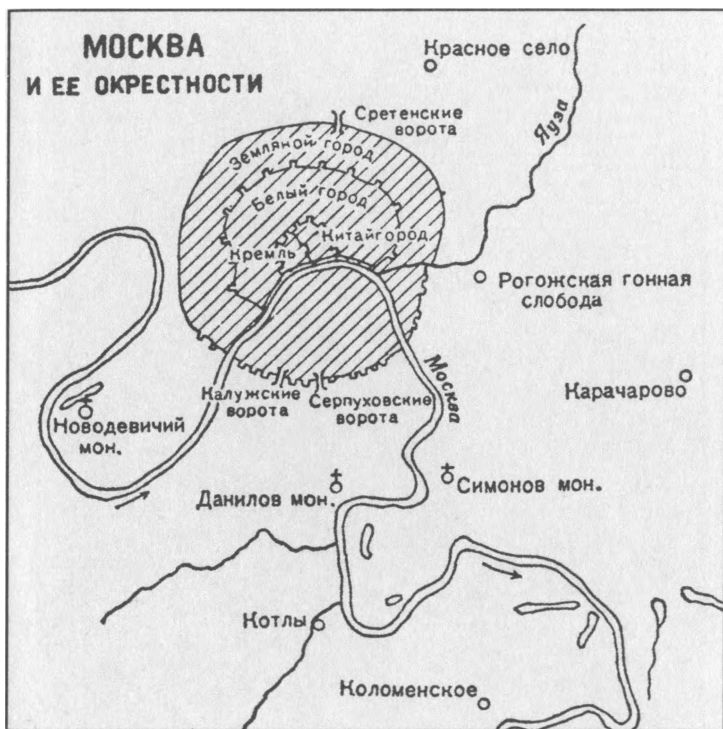 МОСКВА
И ЕЕ ОКРЕСТНОСТИ
Красное село
Яуза
Сретенские
ворота
Земляной город
Белый город
Китайгород
Кремль
Рогожская гонная
слобода
Москва
Карачарово
Калужские
ворота
Серпуховские
ворота
Новодевичий
мон.
Данилов мон.
Симонов мон.
Котлы
Коломенское